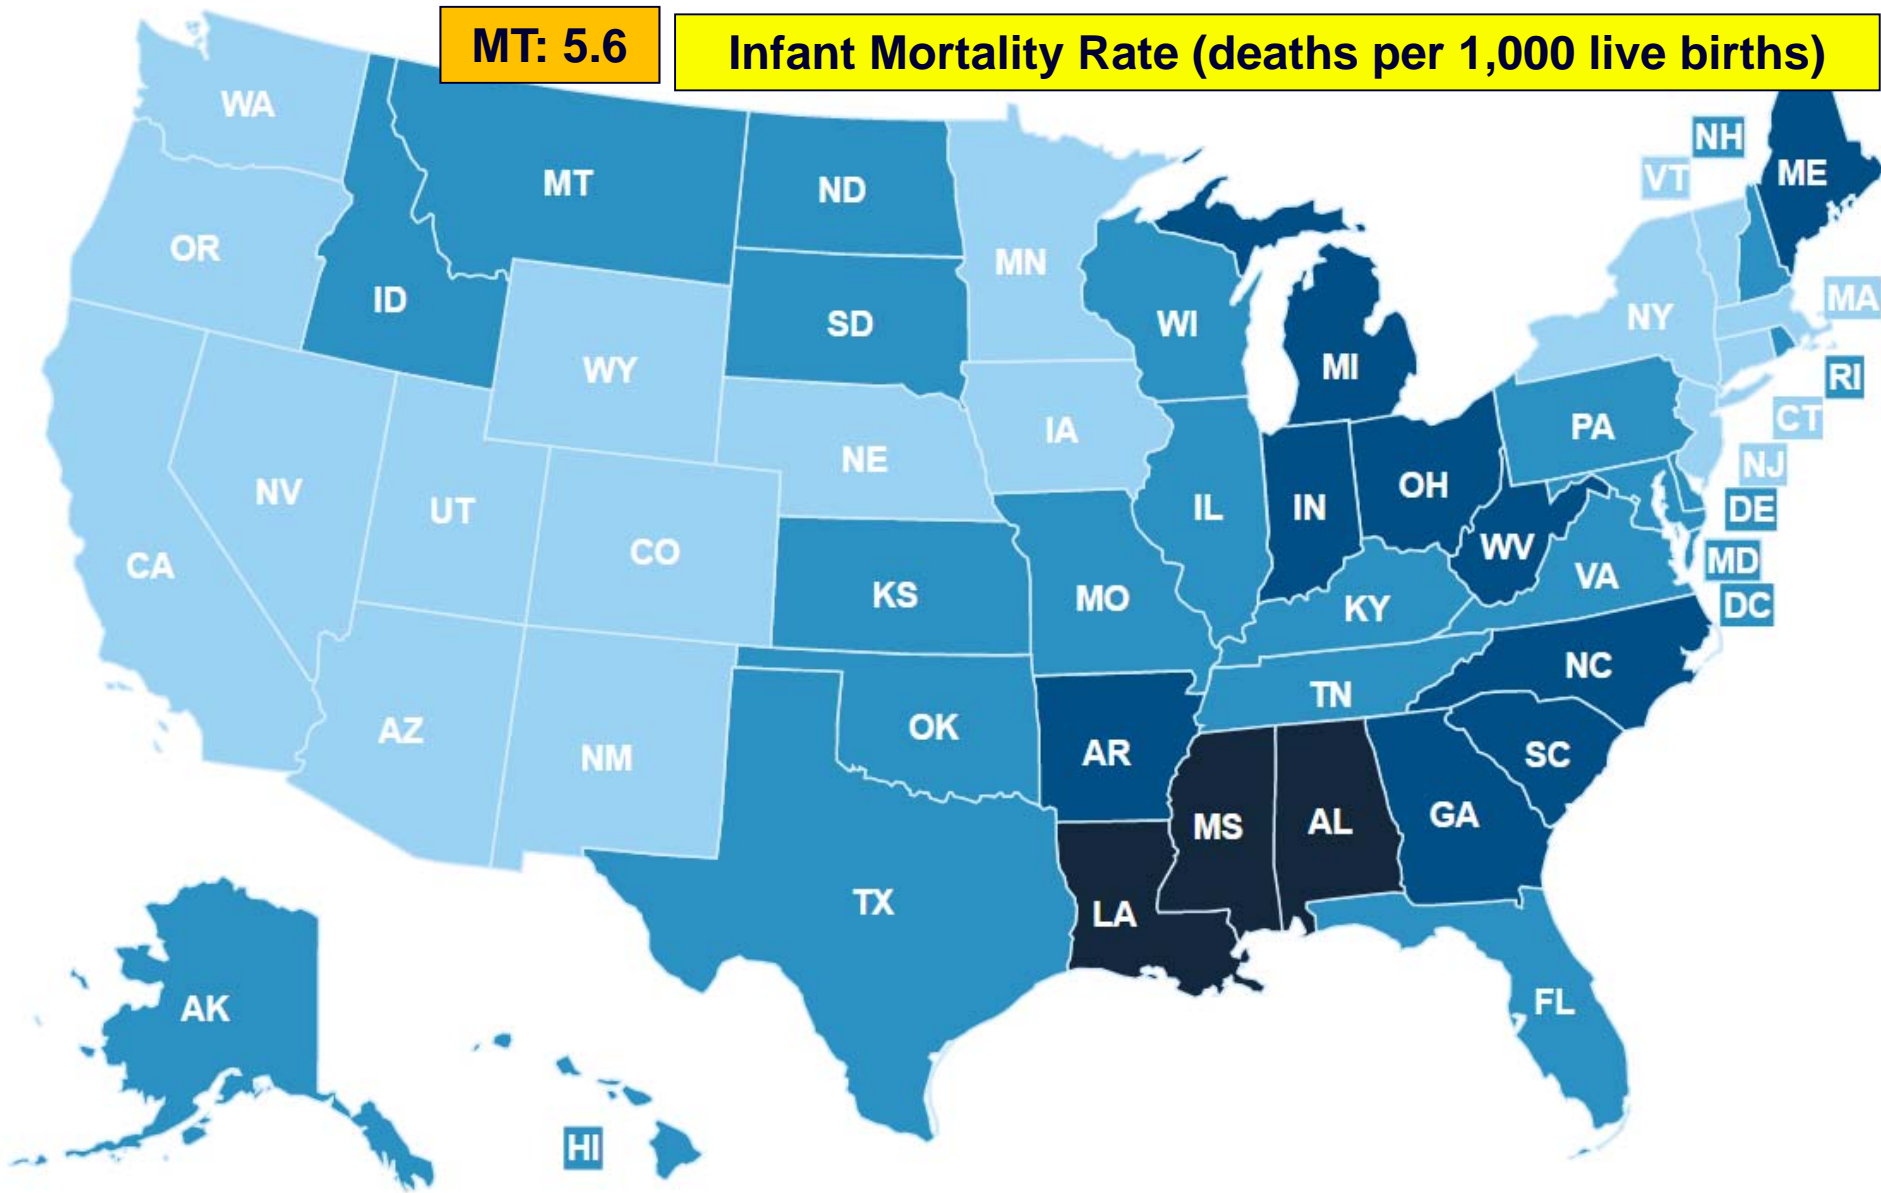 MT: 5.6
Infant Mortality Rate (deaths per 1,000 live births)
WA
MT
ND
MN
NH
VT
ME
OR
ID
SD
WI
MI
NY
MA
RI
WY
NE
IA
PA
CT
NJ
NV
UT
CO
IL
IN
OH
WV
DE
CA
KS
MO
KY
VA
MD
DC
AZ
NM
OK
AR
TN
NC
SC
MS
AL
GA
TX
LA
FL
AK
HI